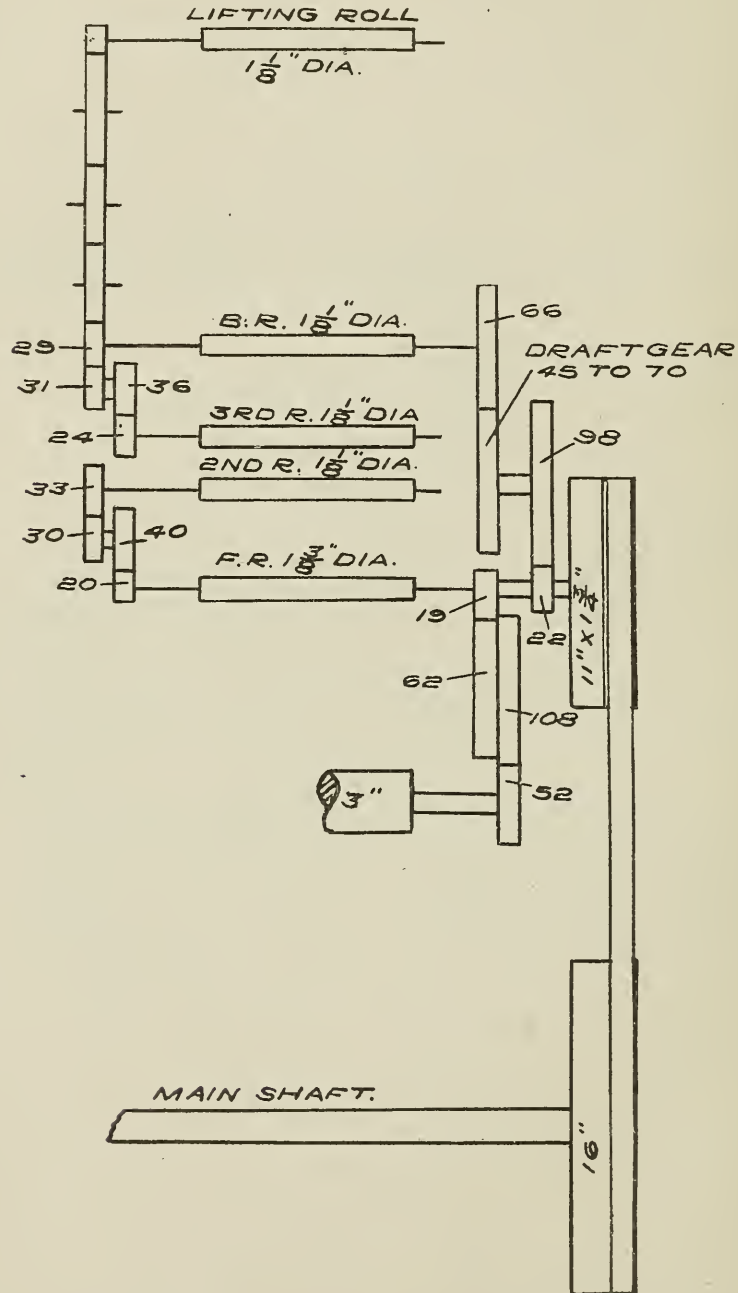 LIFTING ROLL
1 1/8" DIA.
66
B.R. 1 1/8" DIA.
29
DRAFT GEAR
45 TO 70
31
36
3RD R. 1 1/8" DIA
24
98
2ND R. 1 1/8" DIA.
33
30
40
F.R. 1 3/8" DIA.
20
19
22
11" X 1 3/4"
62
108
52
3"
MAIN SHAFT.
16"